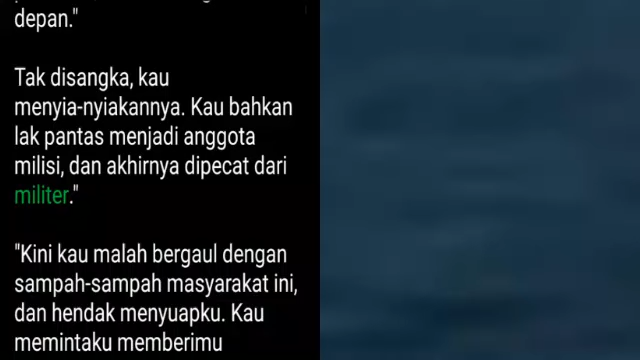 depan."
Tak disangka, kau
menyia-nyiakannya. Kau bahkan
lak pantas menjadi anggota
milisi, dan akhirnya dipecat dari
militer."
"Kini kau malah bergaul dengan
sampah-sampah masyarakat ini,
dan hendak menyuapku. Kau
memintaku memberimu